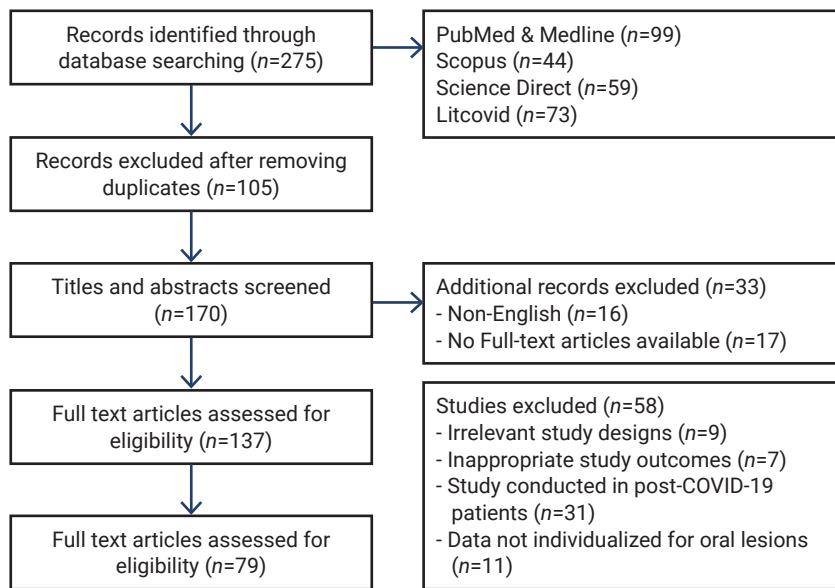 Records identified through
database searching (n=275)
PubMed & Medline (n=99)
Scopus (n=44)
Science Direct (n=59)
Litcovid (n=73)
Records excluded after removing
duplicates (n=105)
Titles and abstracts screened
(n=170)
Additional records excluded (n=33)
- Non-English (n=16)
- No Full-text articles available (n=17)
Full text articles assessed for
eligibility (n=137)
Studies excluded (n=58)
- Irrelevant study designs (n=9)
- Inappropriate study outcomes (n=7)
- Study conducted in post-COVID-19
patients (n=31)
- Data not individualized for oral lesions
(n=11)
Full text articles assessed for
eligibility (n=79)